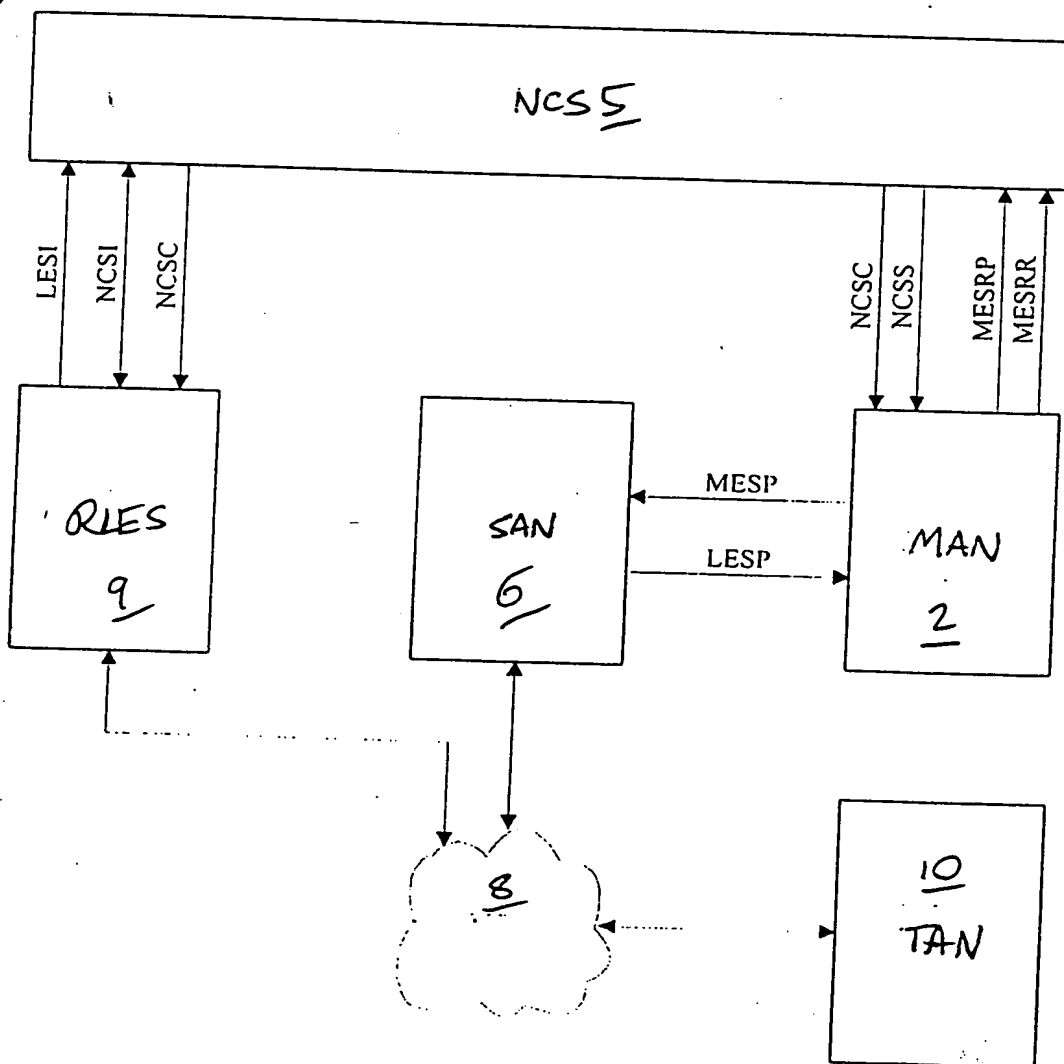 NCS 5
LESI
NCSI
NCSC
NCSC
NCSS
MESRP
MESRR
RLES
9
SAN
6
MESP
LESP
MAN
2
8
10
TAN